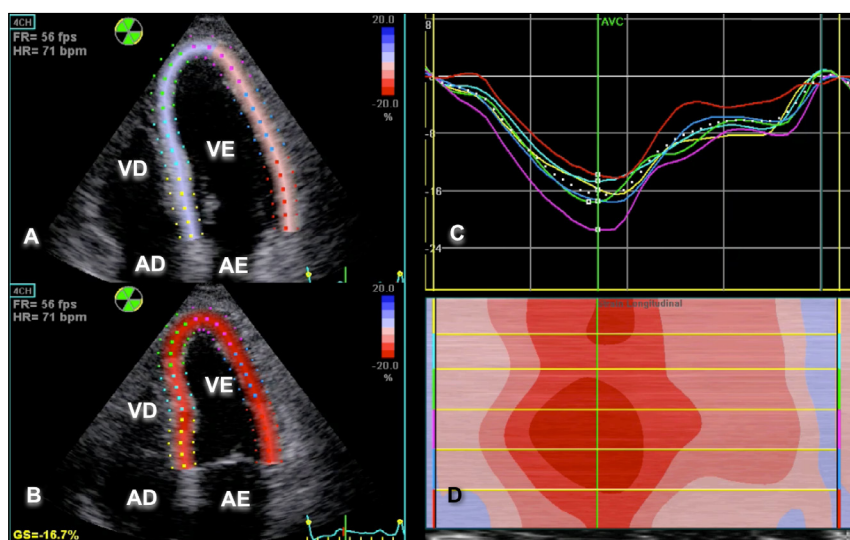 4CH
FR= 56 fps
HR= 71 bpm
20.0
-20.0
%
VD
VE
A
AD
AE
4CH
FR= 56 fps
HR= 71 bpm
20.0
-20.0
%
VE
VD
B
AD
AE
GS=-16.7%
8
AVC
-8
-16
-24
C
Longitudinal
D